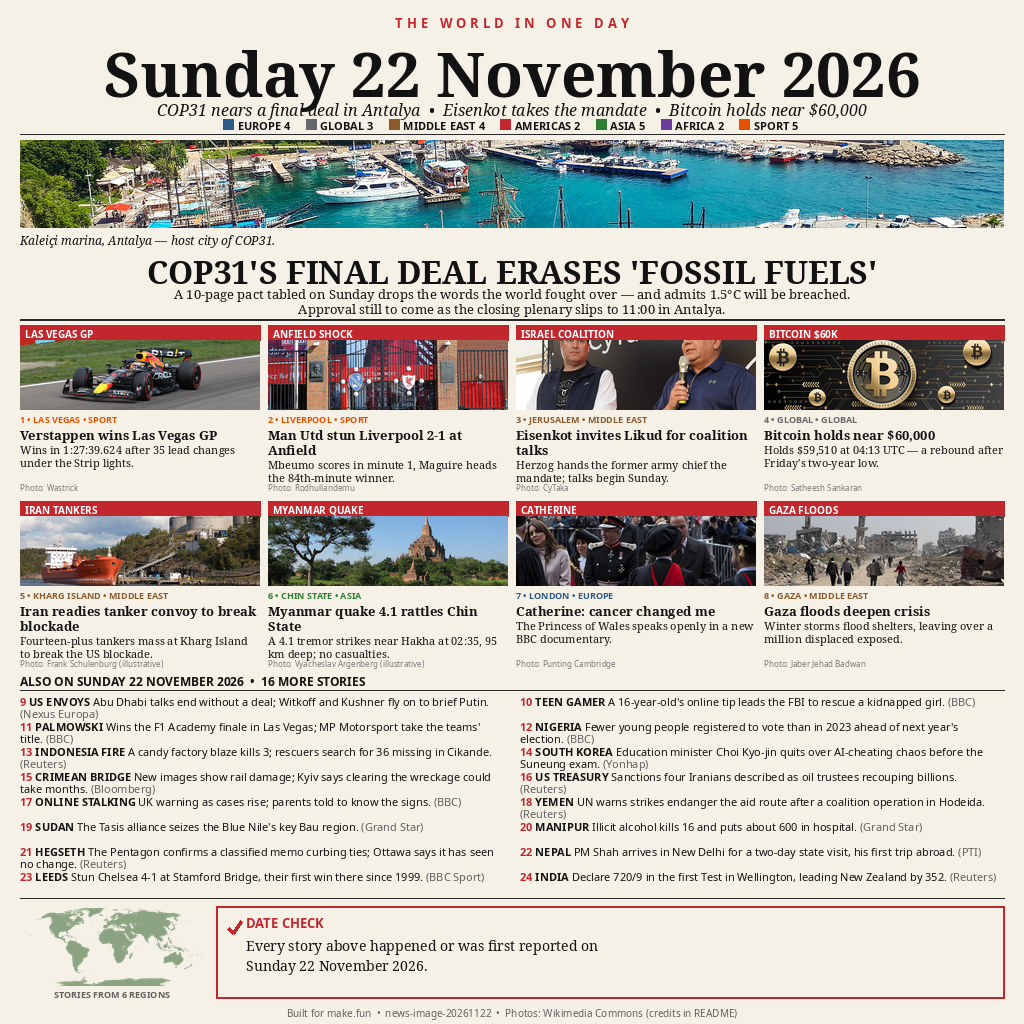 THE WORLD IN ONE DAY
Sunday 22 November 2026
COP31 nears a final deal in Antalya • Eisenkot takes the mandate • Bitcoin holds near $60,000
EUROPE 4 GLOBAL 3 MIDDLE EAST 4 AMERICAS 2 ASIA 5 AFRICA 2 SPORT 5
Kaleiçi marina, Antalya — host city of COP31.
COP31'S FINAL DEAL ERASES 'FOSSIL FUELS'
A 10-page pact tabled on Sunday drops the words the world fought over — and admits 1.5°C will be breached.
Approval still to come as the closing plenary slips to 11:00 in Antalya.
LAS VEGAS GP
1 • LAS VEGAS • SPORT
Verstappen wins Las Vegas GP
Wins in 1:27:39.624 after 35 lead changes
under the Strip lights.
Photo: Wastrick
ANFIELD SHOCK
2 • LIVERPOOL • SPORT
Man Utd stun Liverpool 2-1 at
Anfield
Mbeumo scores in minute 1, Maguire heads
the 84th-minute winner.
Photo: Rodhullandemu
ISRAEL COALITION
CyTa
3 • JERUSALEM • MIDDLE EAST
Eisenkot invites Likud for coalition
talks
Herzog hands the former army chief the
mandate; talks begin Sunday.
Photo: CyTaka
BITCOIN $60K
4 • GLOBAL • GLOBAL
Bitcoin holds near $60,000
Holds $59,510 at 04:13 UTC — a rebound after
Friday's two-year low.
Photo: Satheesh Sankaran
IRAN TANKERS
5 • KHARG ISLAND • MIDDLE EAST
Iran readies tanker convoy to break
blockade
Fourteen-plus tankers mass at Kharg Island
to break the US blockade.
Photo: Frank Schulenburg (illustrative)
MYANMAR QUAKE
6 • CHIN STATE • ASIA
Myanmar quake 4.1 rattles Chin
State
A 4.1 tremor strikes near Hakha at 02:35, 95
km deep; no casualties.
Photo: Vyacheslav Argenberg (illustrative)
CATHERINE
7 • LONDON • EUROPE
Catherine: cancer changed me
The Princess of Wales speaks openly in a new
BBC documentary.
Photo: Punting Cambridge
GAZA FLOODS
8 • GAZA • MIDDLE EAST
Gaza floods deepen crisis
Winter storms flood shelters, leaving over a
million displaced exposed.
Photo: Jaber Jehad Badwan
ALSO ON SUNDAY 22 NOVEMBER 2026 • 16 MORE STORIES
9 US ENVOYS Abu Dhabi talks end without a deal; Witkoff and Kushner fly on to brief Putin.
(Nexus Europa)
10 TEEN GAMER A 16-year-old's online tip leads the FBI to rescue a kidnapped girl. (BBC)
11 PALMOWSKI Wins the F1 Academy finale in Las Vegas; MP Motorsport take the teams'
title. (BBC)
12 NIGERIA Fewer young people registered to vote than in 2023 ahead of next year's
election. (BBC)
13 INDONESIA FIRE A candy factory blaze kills 3; rescuers search for 36 missing in Cikande.
(Reuters)
14 SOUTH KOREA Education minister Choi Kyo-jin quits over AI-cheating chaos before the
Suneung exam. (Yonhap)
15 CRIMEAN BRIDGE New images show rail damage; Kyiv says clearing the wreckage could
take months. (Bloomberg)
16 US TREASURY Sanctions four Iranians described as oil trustees recouping billions.
(Reuters)
17 ONLINE STALKING UK warning as cases rise; parents told to know the signs. (BBC)
18 YEMEN UN warns strikes endanger the aid route after a coalition operation in Hodeida.
(Reuters)
19 SUDAN The Tasis alliance seizes the Blue Nile's key Bau region. (Grand Star)
20 MANIPUR Illicit alcohol kills 16 and puts about 600 in hospital. (Grand Star)
21 HEGSETH The Pentagon confirms a classified memo curbing ties; Ottawa says it has seen
no change. (Reuters)
22 NEPAL PM Shah arrives in New Delhi for a two-day state visit, his first trip abroad. (PTI)
23 LEEDS Stun Chelsea 4-1 at Stamford Bridge, their first win there since 1999. (BBC Sport)
24 INDIA Declare 720/9 in the first Test in Wellington, leading New Zealand by 352. (Reuters)
STORIES FROM 6 REGIONS
DATE CHECK
Every story above happened or was first reported on
Sunday 22 November 2026.
Built for make.fun • news-image-20261122 • Photos: Wikimedia Commons (credits in README)